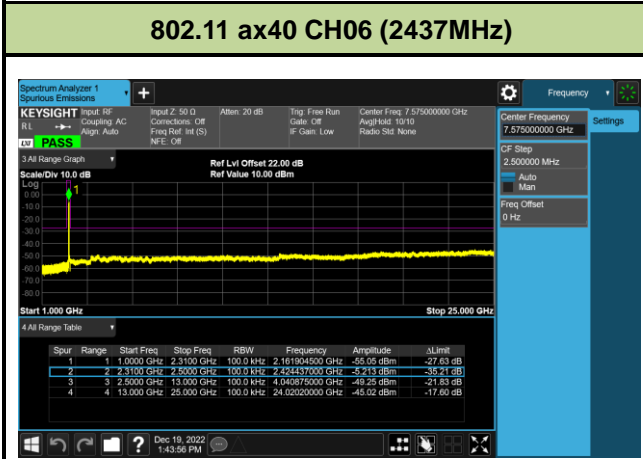 802.11 ax40 CH06 (2437MHz)
Spectrum Analyzer 1
Spurious Emissions
Frequency
KEYSIGHT Input: RF Input Z: 50 Ω Atten: 20 dB Trig: Free Run Center Freq: 7.575000000 GHz
Coupling: AC Corrections: Off Gate: Off Avg|Hold: 10/10
R L Align: Auto Freq Ref: Int (S) IF Gain: Low Radio Std: None
NFE: Off
LXI PASS
Center Frequency
7.575000000 GHz
Settings
CF Step
2.500000 MHz
Auto
Man
Freq Offset
0 Hz
3 All Range Graph
Ref Lvl Offset 22.00 dB
Scale/Div 10.0 dB Ref Value 10.00 dBm
Log
1
0.00
-10.0
-20.0
-30.0
-40.0
-50.0
-60.0
-70.0
-80.0
Start 1.000 GHz Stop 25.000 GHz
4 All Range Table
Spur Range Start Freq Stop Freq RBW Frequency Amplitude ΔLimit
1 1 1.0000 GHz 2.3100 GHz 100.0 kHz 2.161904500 GHz -55.05 dBm -27.63 dB
2 2 2.3100 GHz 2.5000 GHz 100.0 kHz 2.424437000 GHz -5.213 dBm -35.21 dB
3 3 2.5000 GHz 13.000 GHz 100.0 kHz 4.040875000 GHz -49.25 dBm -21.83 dB
4 4 13.000 GHz 25.000 GHz 100.0 kHz 24.02020000 GHz -45.02 dBm -17.60 dB
?
Dec 19, 2022
1:43:56 PM